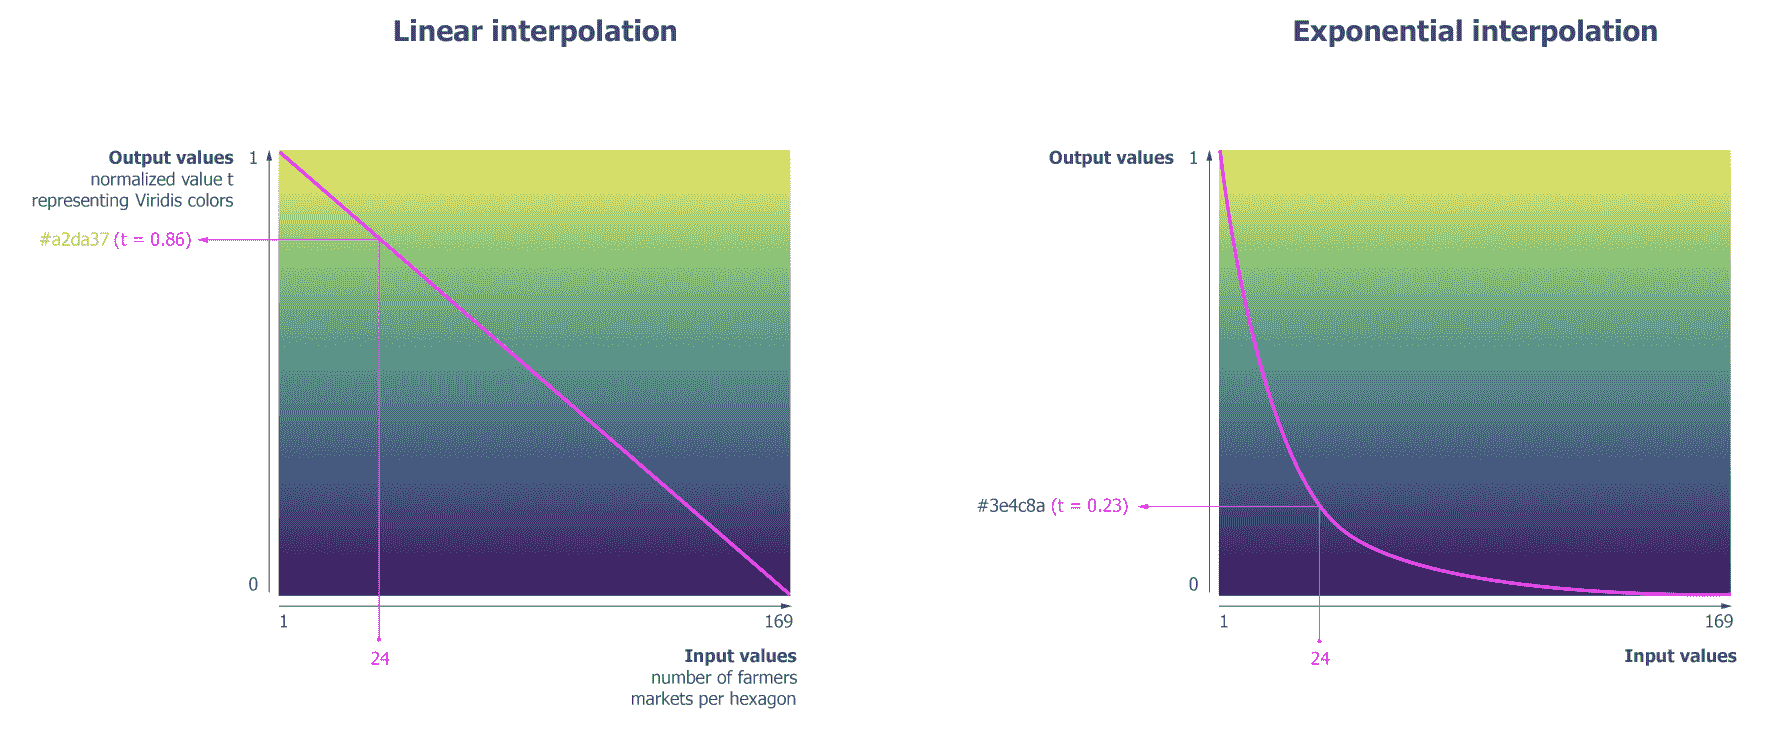 Linear interpolation
Output values
normalized value t
representing Viridis colors
1
#a2da37 (t = 0.86)
0
1
169
24
Input values
number of farmers
markets per hexagon
Exponential interpolation
Output values
1
#3e4c8a (t = 0.23)
0
1
169
24
Input values